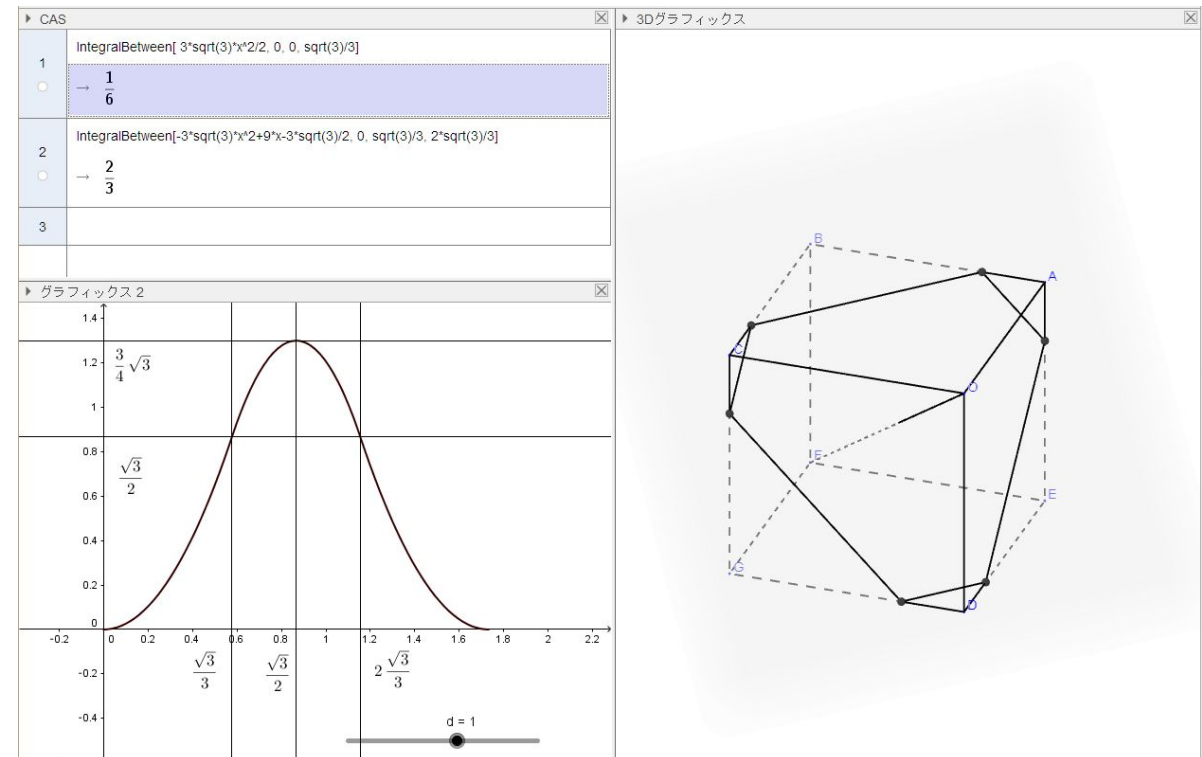 CAS
1
IntegralBetween[ 3*sqrt(3)*x^2/2, 0, 0, sqrt(3)/3]
→ 1/6
2
IntegralBetween[-3*sqrt(3)*x^2+9*x-3*sqrt(3)/2, 0, sqrt(3)/3, 2*sqrt(3)/3]
→ 2/3
3
グラフィックス 2
1.4
3/4 √3
1.2
1
0.8
√3/2
0.6
0.4
0.2
0
-0.2 0 0.2 0.4 0.6 0.8 1 1.2 1.4 1.6 1.8 2 2.2
√3/3 √3/2 2 √3/3
-0.2
-0.4
d = 1
3Dグラフィックス
B
A
C
O
E
G
D